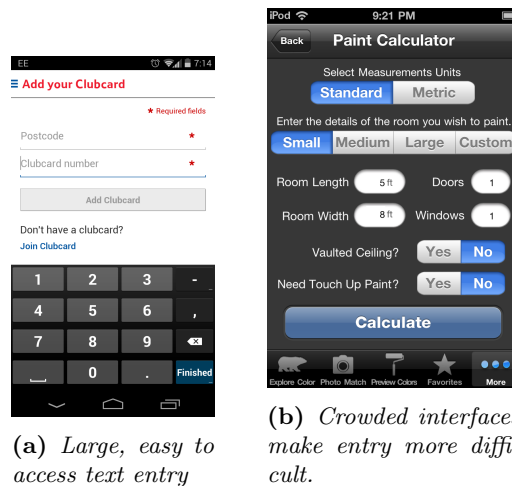 EE 7:14
Add your Clubcard
* Required fields
Postcode *
Clubcard number *
Add Clubcard
Don't have a clubcard?
Join Clubcard
1 2 3 -
4 5 6 ,
7 8 9
0 . Finished
(a) Large, easy to
access text entry
iPod 9:21 PM
Back Paint Calculator
Select Measurements Units
Standard Metric
Enter the details of the room you wish to paint.
Small Medium Large Custom
Room Length 5 ft Doors 1
Room Width 8 ft Windows 1
Vaulted Ceiling? Yes No
Need Touch Up Paint? Yes No
Calculate
Explore Color Photo Match Preview Colors Favorites More
(b) Crowded interfaces
make entry more diffi
cult.